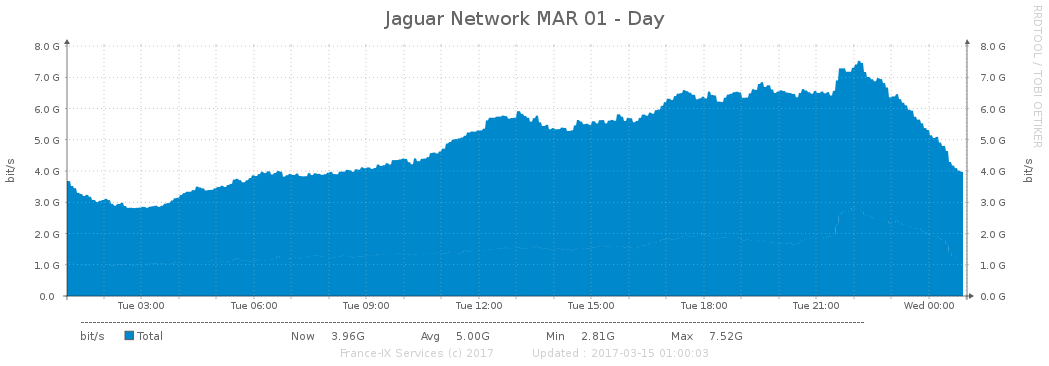 Jaguar Network MAR 01 - Day
RRDTOOL / TOBI OETIKER
8.0 G 8.0 G
7.0 G 7.0 G
6.0 G 6.0 G
5.0 G 5.0 G
4.0 G 4.0 G
3.0 G 3.0 G
2.0 G 2.0 G
1.0 G 1.0 G
0.0 0.0 G
bit/s
bit/s
Tue 03:00 Tue 06:00 Tue 09:00 Tue 12:00 Tue 15:00 Tue 18:00 Tue 21:00 Wed 00:00
bit/s Total Now 3.96G Avg 5.00G Min 2.81G Max 7.52G
France-IX Services (c) 2017 Updated : 2017-03-15 01:00:03